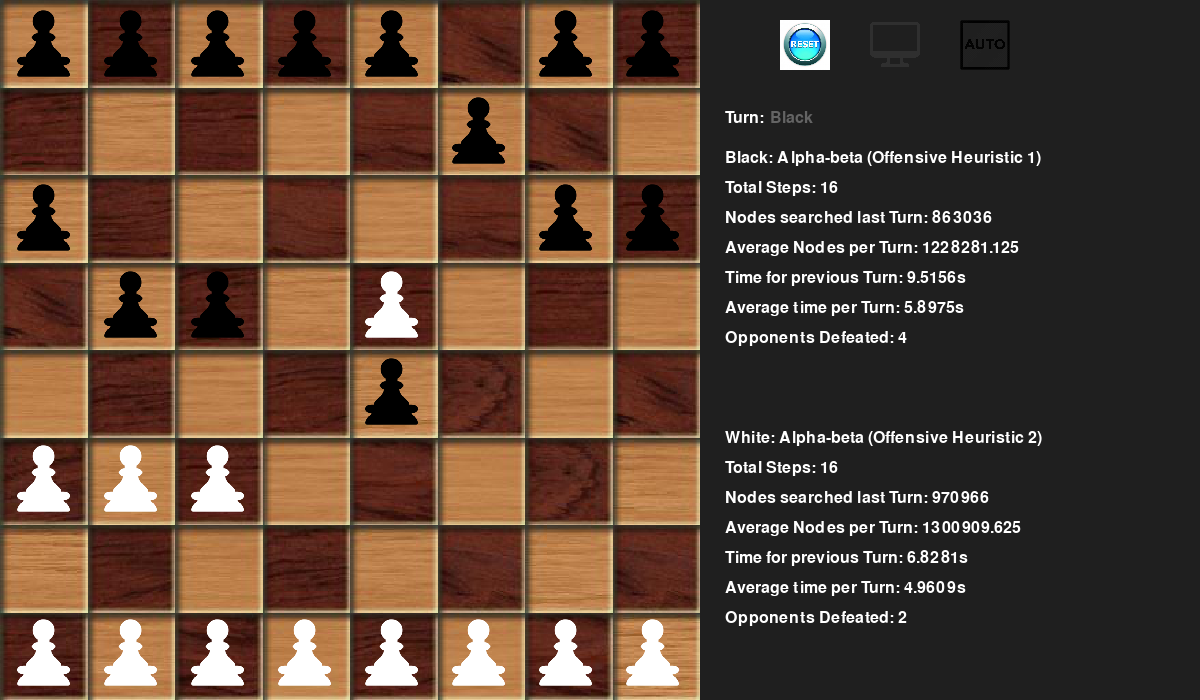 RESET
AUTO
Turn: Black
Black: Alpha-beta (Offensive Heuristic 1)
Total Steps: 16
Nodes searched last Turn: 863036
Average Nodes per Turn: 1228281.125
Time for previous Turn: 9.5156s
Average time per Turn: 5.8975s
Opponents Defeated: 4
White: Alpha-beta (Offensive Heuristic 2)
Total Steps: 16
Nodes searched last Turn: 970966
Average Nodes per Turn: 1300909.625
Time for previous Turn: 6.8281s
Average time per Turn: 4.9609s
Opponents Defeated: 2